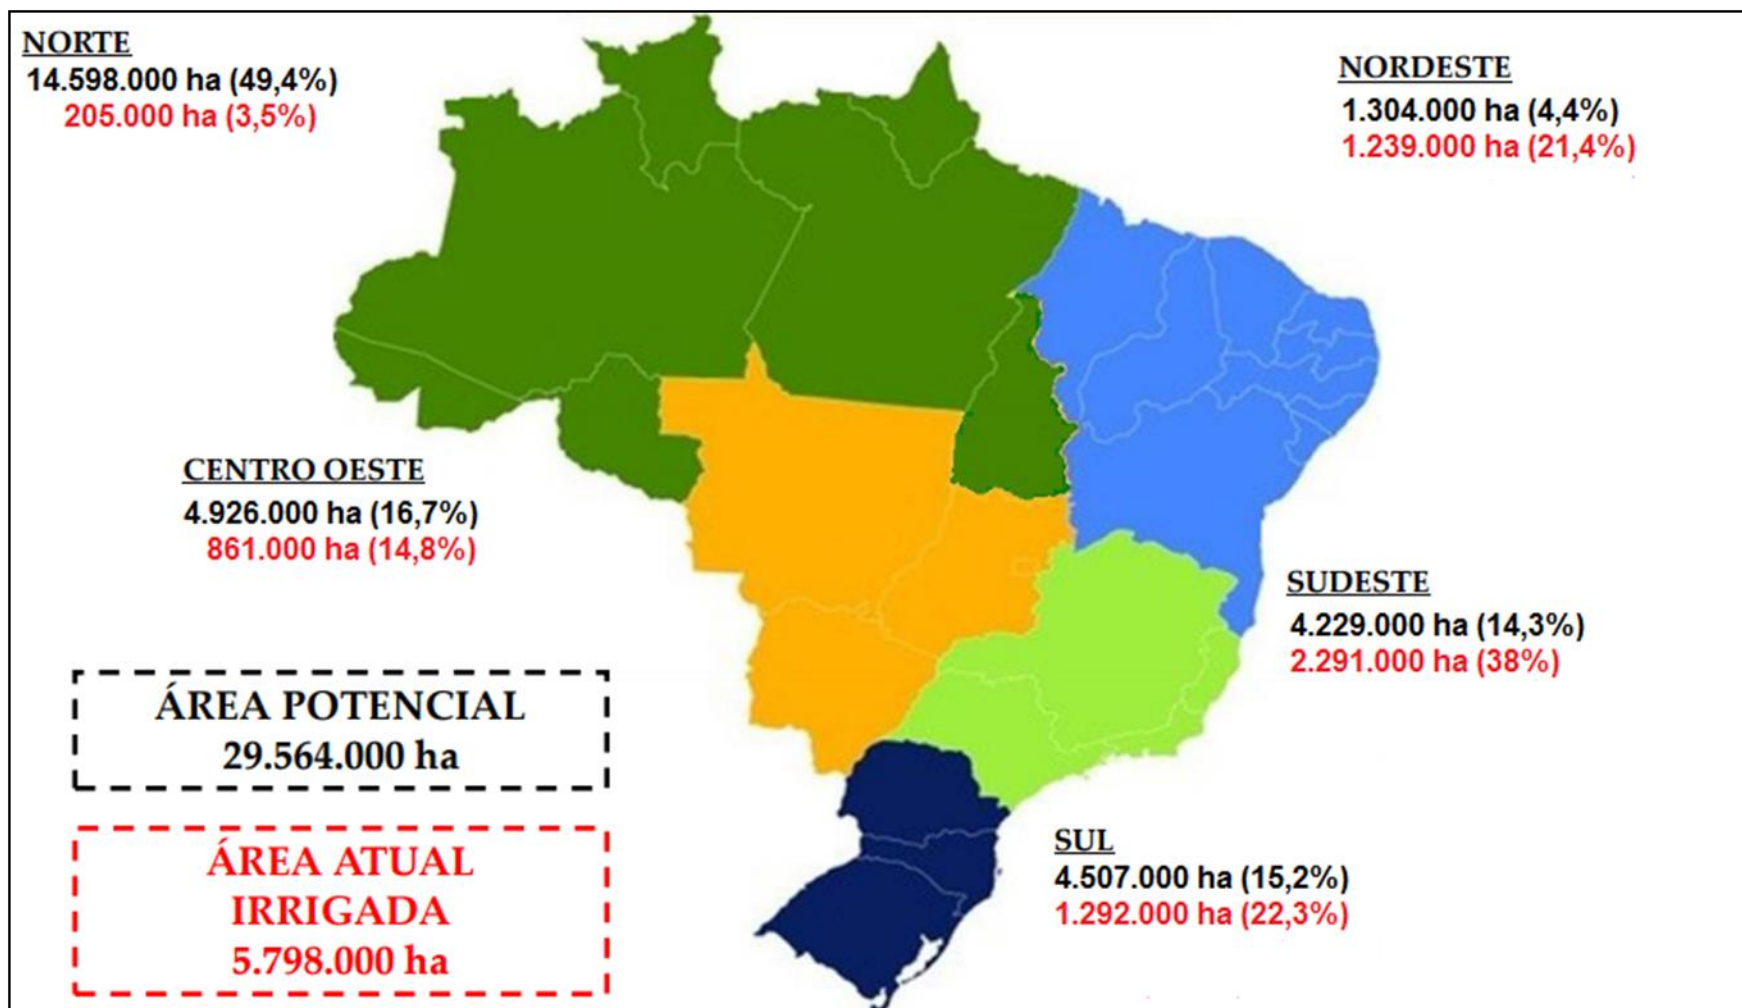 NORTE
14.598.000 ha (49,4%)
205.000 ha (3,5%)
NORDESTE
1.304.000 ha (4,4%)
1.239.000 ha (21,4%)
CENTRO OESTE
4.926.000 ha (16,7%)
861.000 ha (14,8%)
SUDESTE
4.229.000 ha (14,3%)
2.291.000 ha (38%)
ÁREA POTENCIAL
29.564.000 ha
ÁREA ATUAL
IRRIGADA
5.798.000 ha
SUL
4.507.000 ha (15,2%)
1.292.000 ha (22,3%)